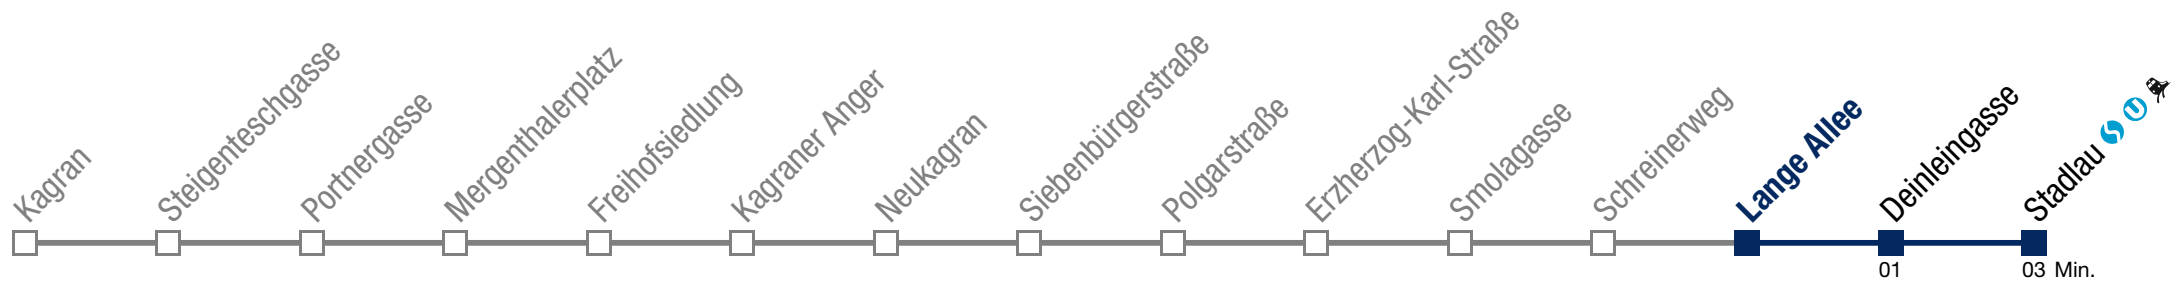 Kagran
Steigenteschgasse
Portnergasse
Mergenthalerplatz
Freihofsiedlung
Kagraner Anger
Neukagran
Siebenbürgerstraße
Polgarstraße
Erzherzog-Karl-Straße
Smolagasse
Schreinerweg
Lange Allee
Deinleingasse
Stadlau S U
01
03 Min.